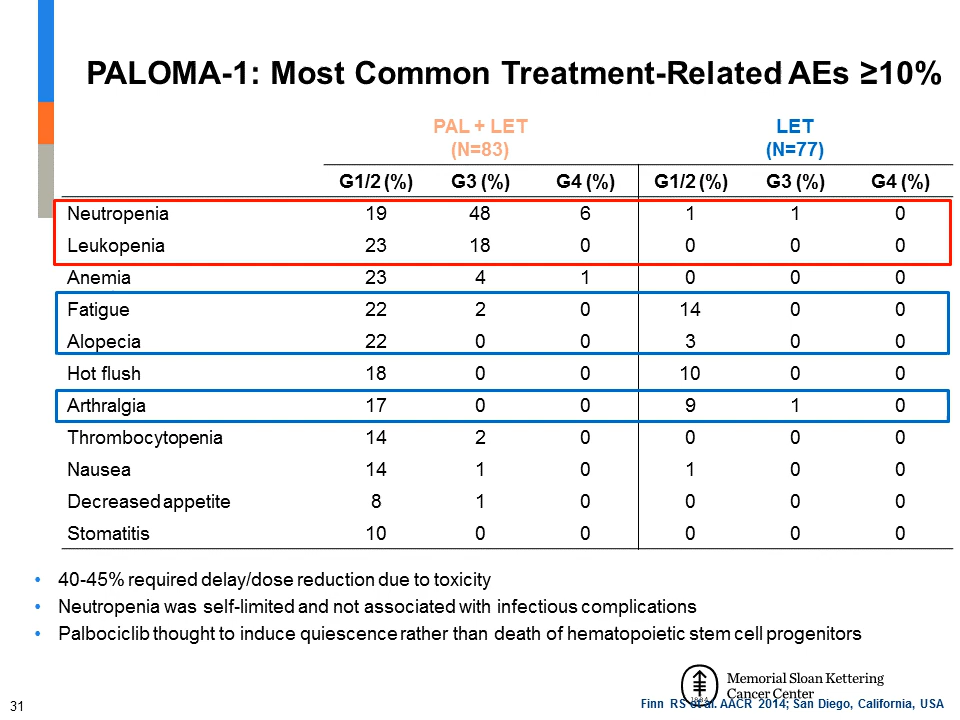 PALOMA-1: Most Common Treatment-Related AEs ≥10%
PAL + LET LET
(N=83) (N=77)
G1/2 (%) G3 (%) G4 (%) G1/2 (%) G3 (%) G4 (%)
Neutropenia 19 48 6 1 1 0
Leukopenia 23 18 0 0 0 0
Anemia 23 4 1 0 0 0
Fatigue 22 2 0 14 0 0
Alopecia 22 0 0 3 0 0
Hot flush 18 0 0 10 0 0
Arthralgia 17 0 0 9 1 0
Thrombocytopenia 14 2 0 0 0 0
Nausea 14 1 0 1 0 0
Decreased appetite 8 1 0 0 0 0
Stomatitis 10 0 0 0 0 0
• 40-45% required delay/dose reduction due to toxicity
• Neutropenia was self-limited and not associated with infectious complications
• Palbociclib thought to induce quiescence rather than death of hematopoietic stem cell progenitors
Memorial Sloan Kettering
Cancer Center
Finn RS et al. AACR 2014; San Diego, California, USA
31